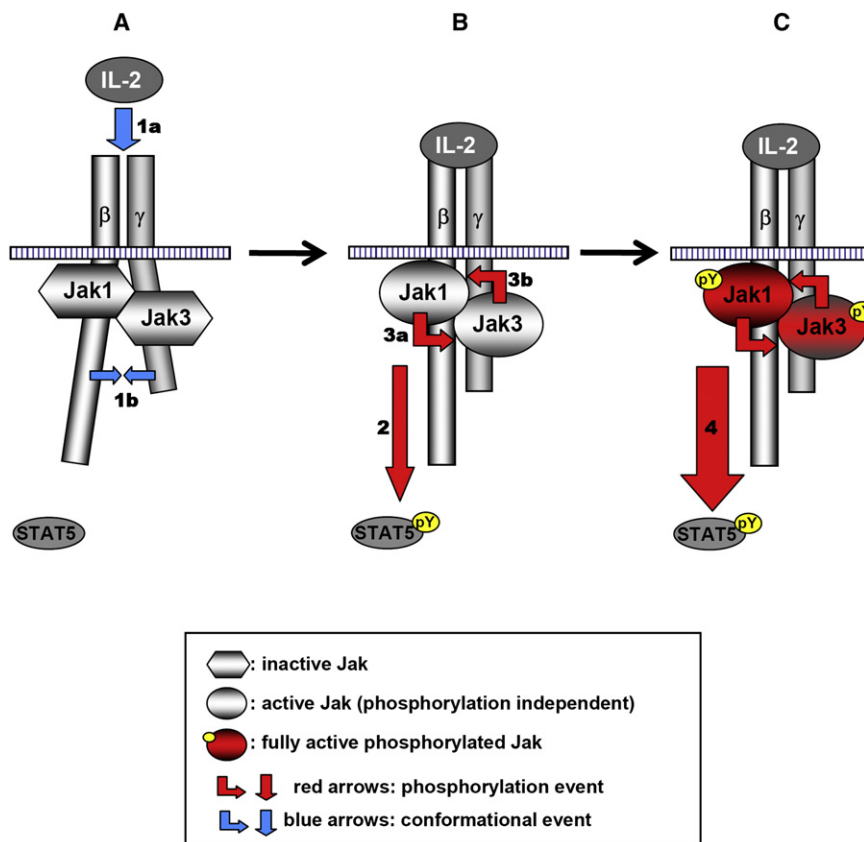 A
B
C
IL-2
1a
β γ
Jak1
Jak3
1b
STAT5
IL-2
β γ
Jak1
3b
Jak3
3a
2
STAT5 pY
IL-2
β γ
pY
Jak1
pY
Jak3
4
STAT5 pY
: inactive Jak
: active Jak (phosphorylation independent)
: fully active phosphorylated Jak
red arrows: phosphorylation event
blue arrows: conformational event